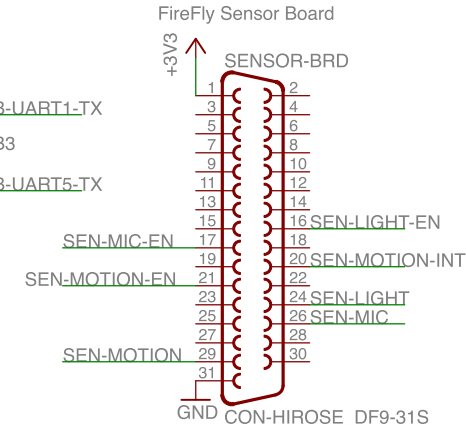 FireFly Sensor Board
+3V3
SENSOR-BRD
1 2
3-UART1-TX 3 4
5 6
33 7 8
9 10
3-UART5-TX 11 12
13 14
15 16 SEN-LIGHT-EN
SEN-MIC-EN 17 18
19 20 SEN-MOTION-INT
SEN-MOTION-EN 21 22
23 24 SEN-LIGHT
25 26 SEN-MIC
27 28
SEN-MOTION 29 30
31
GND CON-HIROSE DF9-31S